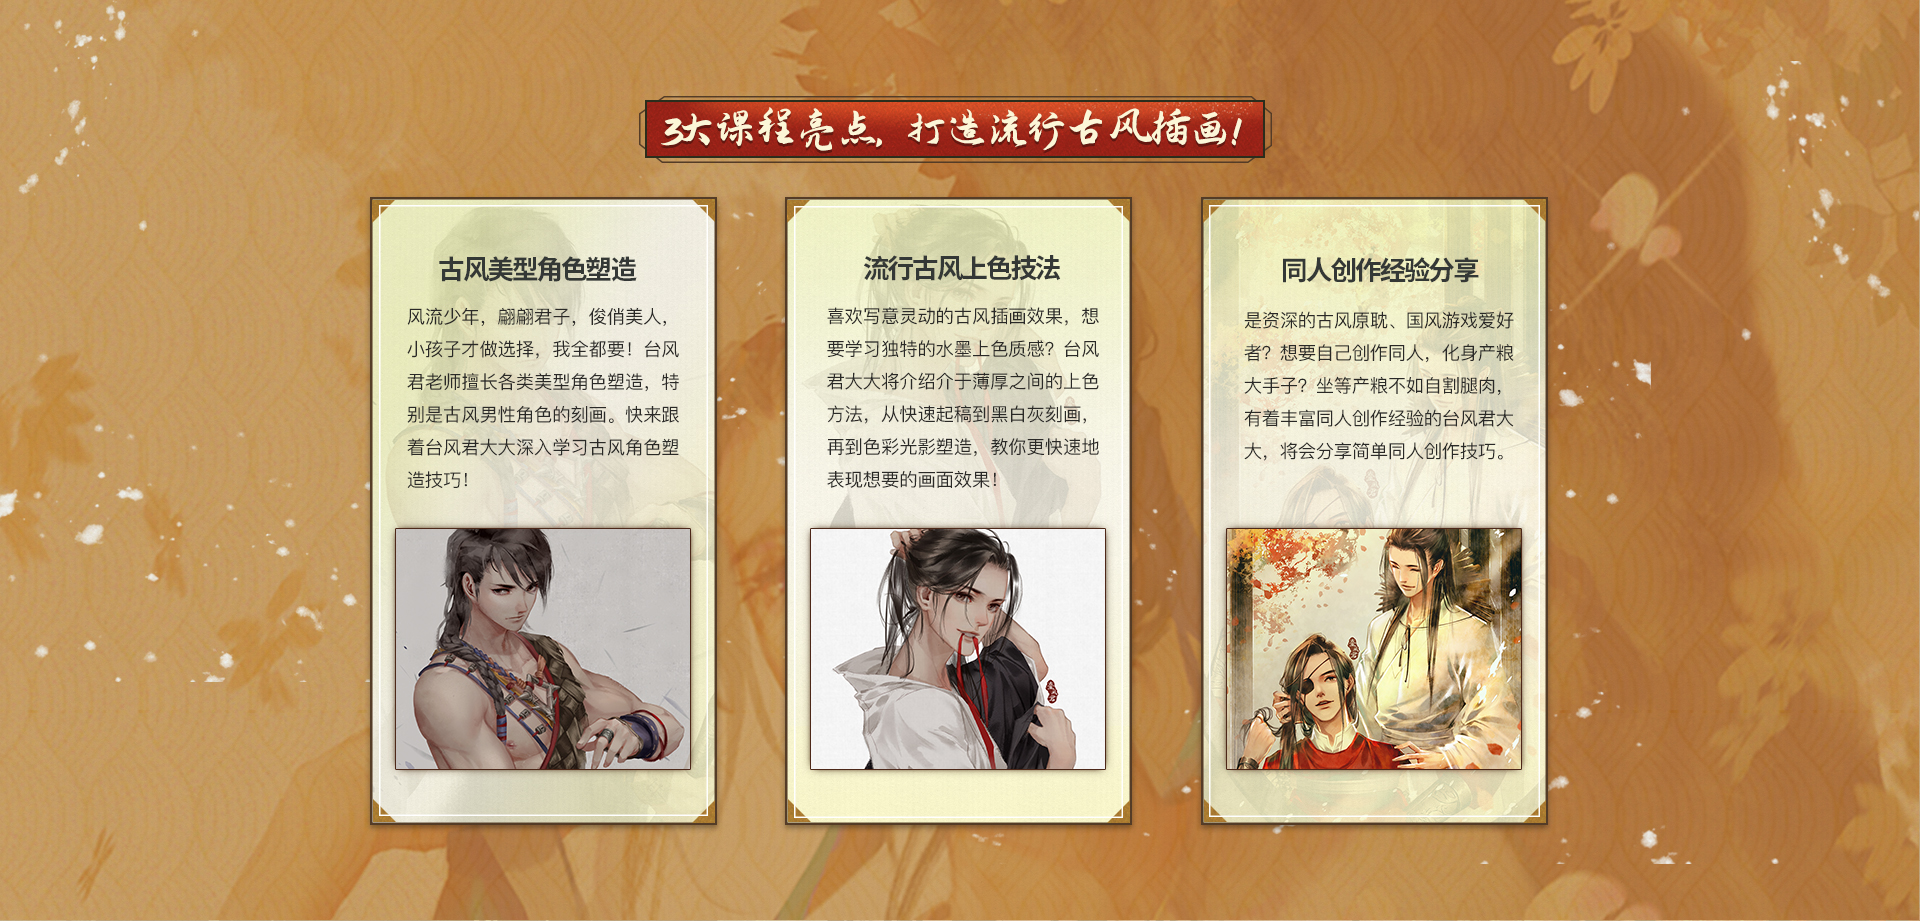 3大课程亮点，打造流行古风插画！
古风美型角色塑造
风流少年，翩翩君子，俊俏美人，
小孩子才做选择，我全都要！台风
君老师擅长各类美型角色塑造，特
别是古风男性角色的刻画。快来跟
着台风君大大深入学习古风角色塑
造技巧！
流行古风上色技法
喜欢写意灵动的古风插画效果，想
要学习独特的水墨上色质感？台风
君大大将介绍介于薄厚之间的上色
方法，从快速起稿到黑白灰刻画，
再到色彩光影塑造，教你更快速地
表现想要的画面效果！
同人创作经验分享
是资深的古风原耽、国风游戏爱好
者？想要自己创作同人，化身产粮
大手子？坐等产粮不如自割腿肉，
有着丰富同人创作经验的台风君大
大，将会分享简单同人创作技巧。